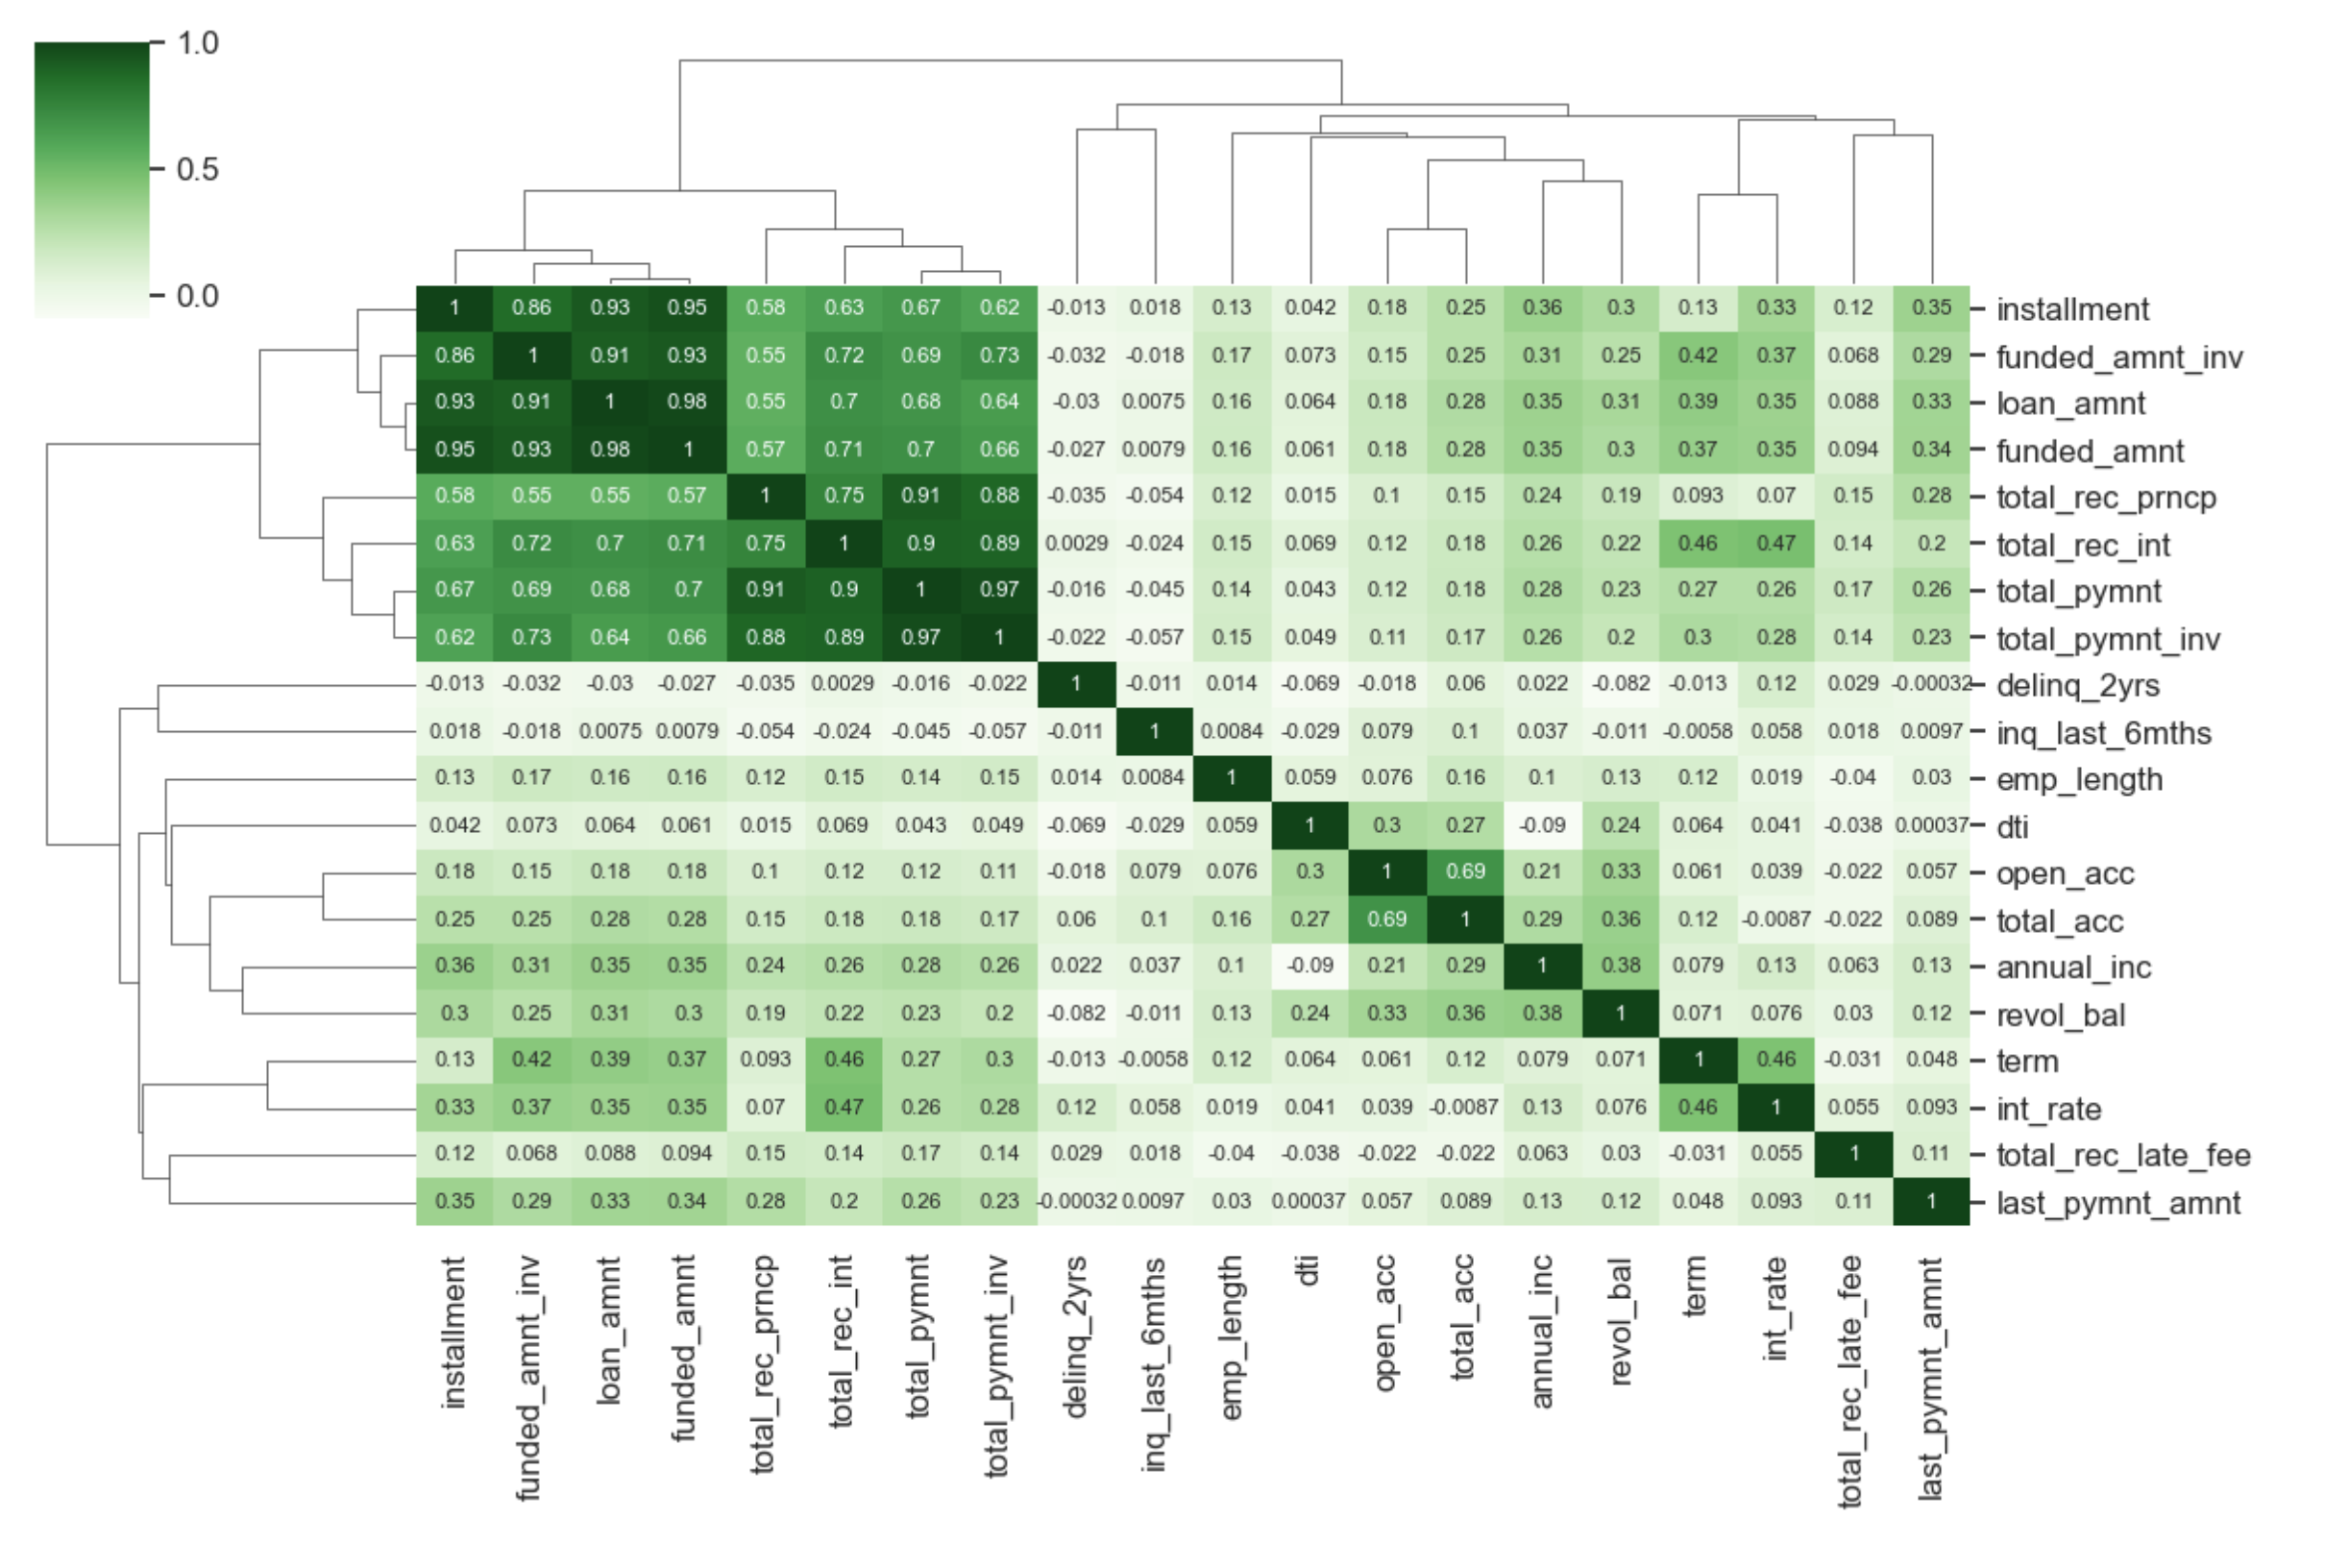 1.0
0.5
0.0
1 0.86 0.93 0.95 0.58 0.63 0.67 0.62 -0.013 0.018 0.13 0.042 0.18 0.25 0.36 0.3 0.13 0.33 0.12 0.35 installment
0.86 1 0.91 0.93 0.55 0.72 0.69 0.73 -0.032 -0.018 0.17 0.073 0.15 0.25 0.31 0.25 0.42 0.37 0.068 0.29 funded_amnt_inv
0.93 0.91 1 0.98 0.55 0.7 0.68 0.64 -0.03 0.0075 0.16 0.064 0.18 0.28 0.35 0.31 0.39 0.35 0.088 0.33 loan_amnt
0.95 0.93 0.98 1 0.57 0.71 0.7 0.66 -0.027 0.0079 0.16 0.061 0.18 0.28 0.35 0.3 0.37 0.35 0.094 0.34 funded_amnt
0.58 0.55 0.55 0.57 1 0.75 0.91 0.88 -0.035 -0.054 0.12 0.015 0.1 0.15 0.24 0.19 0.093 0.07 0.15 0.28 total_rec_prncp
0.63 0.72 0.7 0.71 0.75 1 0.9 0.89 0.0029 -0.024 0.15 0.069 0.12 0.18 0.26 0.22 0.46 0.47 0.14 0.2 total_rec_int
0.67 0.69 0.68 0.7 0.91 0.9 1 0.97 -0.016 -0.045 0.14 0.043 0.12 0.18 0.28 0.23 0.27 0.26 0.17 0.26 total_pymnt
0.62 0.73 0.64 0.66 0.88 0.89 0.97 1 -0.022 -0.057 0.15 0.049 0.11 0.17 0.26 0.2 0.3 0.28 0.14 0.23 total_pymnt_inv
-0.013 -0.032 -0.03 -0.027 -0.035 0.0029 -0.016 -0.022 1 -0.011 0.014 -0.069 -0.018 0.06 0.022 -0.082 -0.013 0.12 0.029 -0.00032 delinq_2yrs
0.018 -0.018 0.0075 0.0079 -0.054 -0.024 -0.045 -0.057 -0.011 1 0.0084 -0.029 0.079 0.1 0.037 -0.011 -0.0058 0.058 0.018 0.0097 inq_last_6mths
0.13 0.17 0.16 0.16 0.12 0.15 0.14 0.15 0.014 0.0084 1 0.059 0.076 0.16 0.1 0.13 0.12 0.019 -0.04 0.03 emp_length
0.042 0.073 0.064 0.061 0.015 0.069 0.043 0.049 -0.069 -0.029 0.059 1 0.3 0.27 -0.09 0.24 0.064 0.041 -0.038 0.00037 dti
0.18 0.15 0.18 0.18 0.1 0.12 0.12 0.11 -0.018 0.079 0.076 0.3 1 0.69 0.21 0.33 0.061 0.039 -0.022 0.057 open_acc
0.25 0.25 0.28 0.28 0.15 0.18 0.18 0.17 0.06 0.1 0.16 0.27 0.69 1 0.29 0.36 0.12 -0.0087 -0.022 0.089 total_acc
0.36 0.31 0.35 0.35 0.24 0.26 0.28 0.26 0.022 0.037 0.1 -0.09 0.21 0.29 1 0.38 0.079 0.13 0.063 0.13 annual_inc
0.3 0.25 0.31 0.3 0.19 0.22 0.23 0.2 -0.082 -0.011 0.13 0.24 0.33 0.36 0.38 1 0.071 0.076 0.03 0.12 revol_bal
0.13 0.42 0.39 0.37 0.093 0.46 0.27 0.3 -0.013 -0.0058 0.12 0.064 0.061 0.12 0.079 0.071 1 0.46 -0.031 0.048 term
0.33 0.37 0.35 0.35 0.07 0.47 0.26 0.28 0.12 0.058 0.019 0.041 0.039 -0.0087 0.13 0.076 0.46 1 0.055 0.093 int_rate
0.12 0.068 0.088 0.094 0.15 0.14 0.17 0.14 0.029 0.018 -0.04 -0.038 -0.022 -0.022 0.063 0.03 -0.031 0.055 1 0.11 total_rec_late_fee
0.35 0.29 0.33 0.34 0.28 0.2 0.26 0.23 -0.00032 0.0097 0.03 0.00037 0.057 0.089 0.13 0.12 0.048 0.093 0.11 1 last_pymnt_amnt
installment
funded_amnt_inv
loan_amnt
funded_amnt
total_rec_prncp
total_rec_int
total_pymnt
total_pymnt_inv
delinq_2yrs
inq_last_6mths
emp_length
dti
open_acc
total_acc
annual_inc
revol_bal
term
int_rate
total_rec_late_fee
last_pymnt_amnt